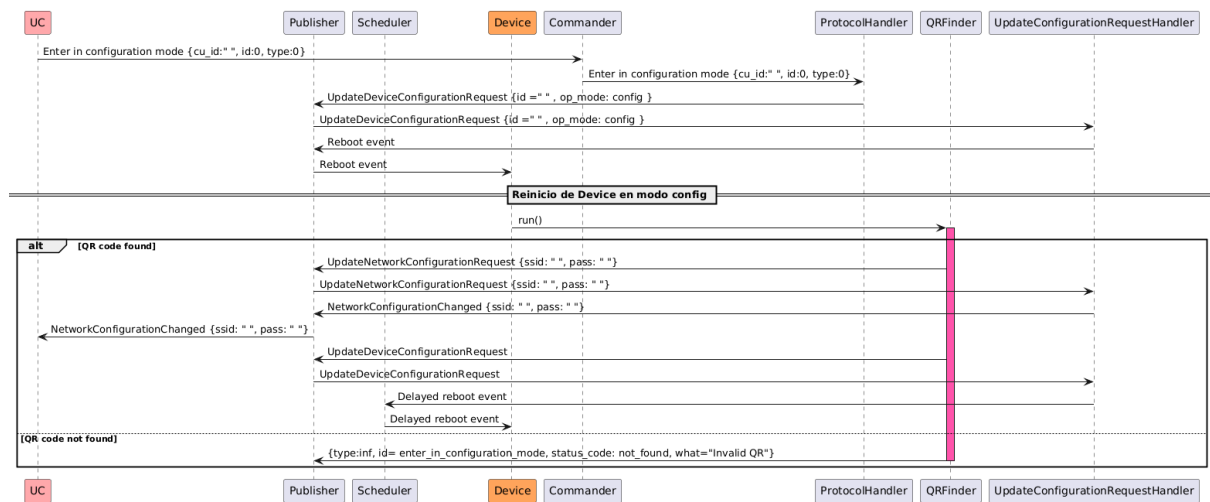 UC Publisher Scheduler Device Commander ProtocolHandler QRFinder UpdateConfigurationRequestHandler
Enter in configuration mode {cu_id:" ", id:0, type:0}
Enter in configuration mode {cu_id:" ", id:0, type:0}
UpdateDeviceConfigurationRequest {id =" " , op_mode: config }
UpdateDeviceConfigurationRequest {id =" " , op_mode: config }
Reboot event
Reboot event
Reinicio de Device en modo config
run()
alt [QR code found]
UpdateNetworkConfigurationRequest {ssid: " ", pass: " "}
UpdateNetworkConfigurationRequest {ssid: " ", pass: " "}
NetworkConfigurationChanged {ssid: " ", pass: " "}
NetworkConfigurationChanged {ssid: " ", pass: " "}
UpdateDeviceConfigurationRequest
UpdateDeviceConfigurationRequest
Delayed reboot event
Delayed reboot event
[QR code not found]
{type:inf, id= enter_in_configuration_mode, status_code: not_found, what="Invalid QR"}
UC Publisher Scheduler Device Commander ProtocolHandler QRFinder UpdateConfigurationRequestHandler